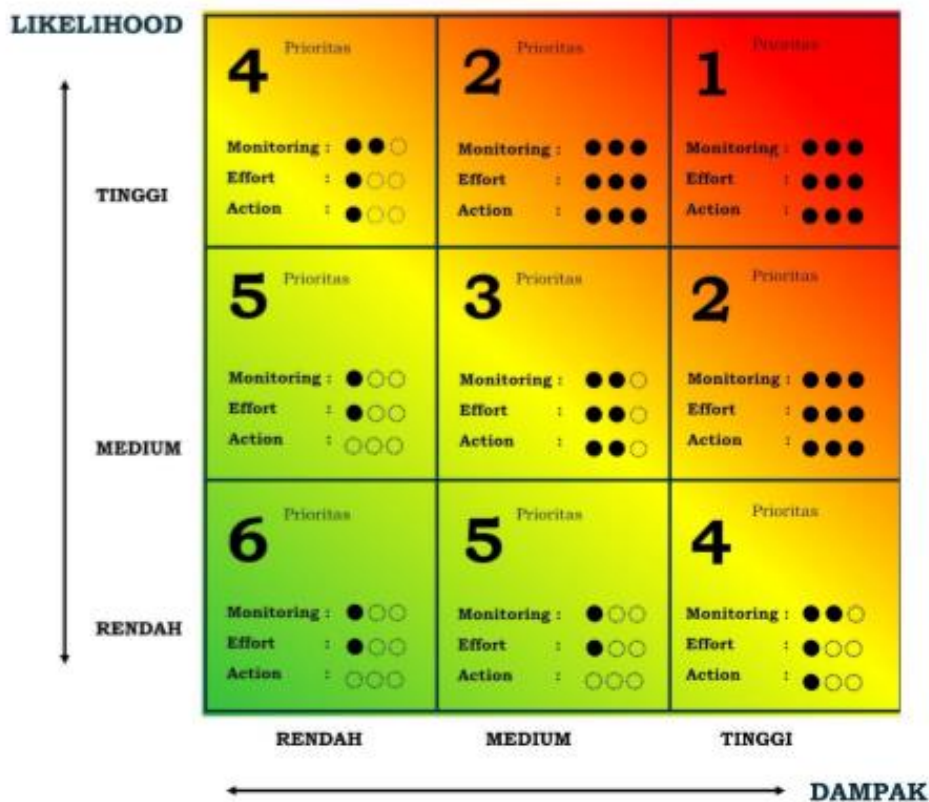 LIKELIHOOD
4 Prioritas
Monitoring : ●●○
Effort : ●○○
Action : ●○○
2 Prioritas
Monitoring : ●●●
Effort : ●●●
Action : ●●●
1 Prioritas
Monitoring : ●●●
Effort : ●●●
Action : ●●●
TINGGI
5 Prioritas
Monitoring : ●○○
Effort : ●○○
Action : ○○○
3 Prioritas
Monitoring : ●●○
Effort : ●●○
Action : ●●○
2 Prioritas
Monitoring : ●●●
Effort : ●●●
Action : ●●●
MEDIUM
6 Prioritas
Monitoring : ●○○
Effort : ●○○
Action : ○○○
5 Prioritas
Monitoring : ●○○
Effort : ●○○
Action : ○○○
4 Prioritas
Monitoring : ●●○
Effort : ●○○
Action : ●○○
RENDAH
RENDAH MEDIUM TINGGI
DAMPAK